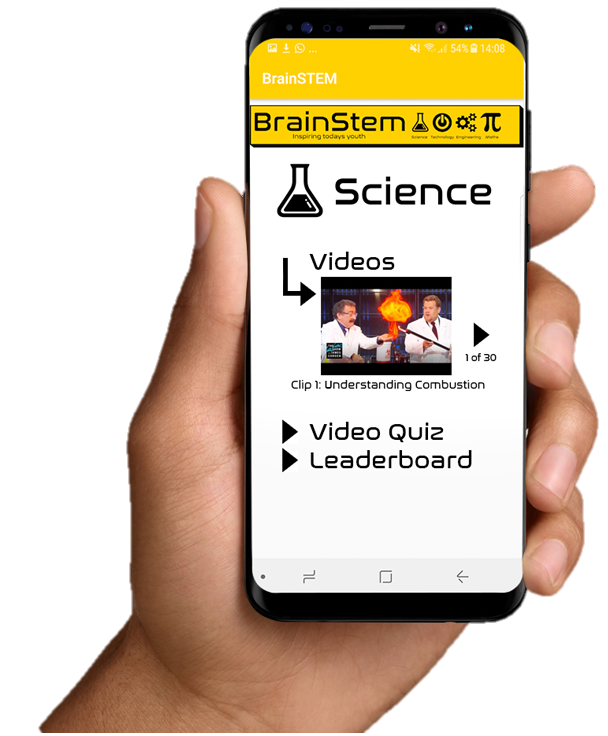 ... 54% 14:08
BrainSTEM
BrainStem
Inspiring todays youth
Science Technology Engineering Maths
Science
Videos
1 of 30
Clip 1: Understanding Combustion
Video Quiz
Leaderboard